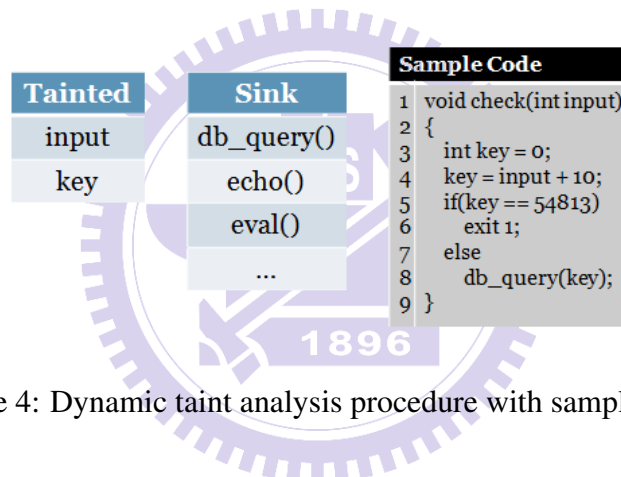 Tainted
input
key
Sink
db_query()
echo()
eval()
...
Sample Code
1 void check(int input)
2 {
3 int key = 0;
4 key = input + 10;
5 if(key == 54813)
6 exit 1;
7 else
8 db_query(key);
9 }
1896
e 4: Dynamic taint analysis procedure with sampl